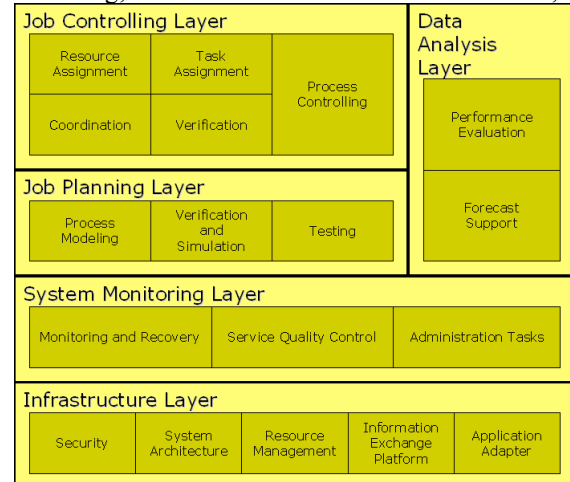 Job Controlling Layer
Resource
Assignment
Task
Assignment
Process
Controlling
Coordination
Verification
Data
Analysis
Layer
Performance
Evaluation
Forecast
Support
Job Planning Layer
Process
Modeling
Verification
and
Simulation
Testing
System Monitoring Layer
Monitoring and Recovery
Service Quality Control
Administration Tasks
Infrastructure Layer
Security
System
Architecture
Resource
Management
Information
Exchange
Platform
Application
Adapter